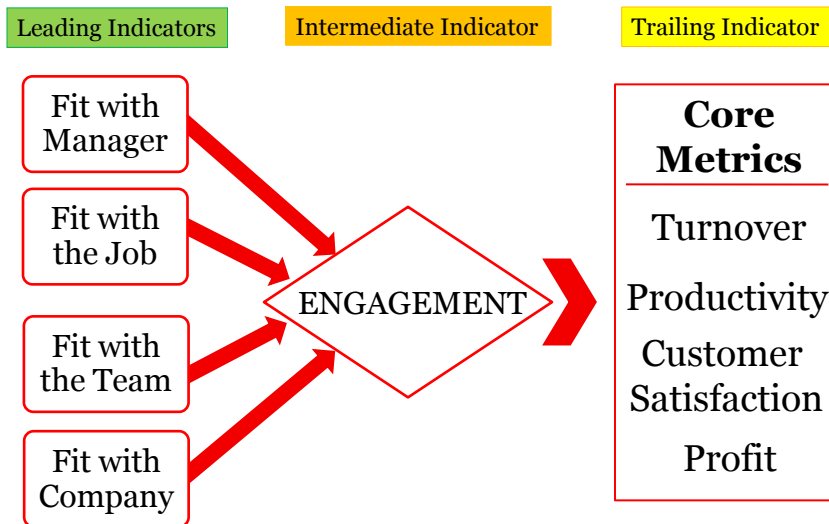 Leading Indicators
Intermediate Indicator
Trailing Indicator
Fit with
Manager
Fit with
the Job
Fit with
the Team
Fit with
Company
ENGAGEMENT
Core
Metrics
Turnover
Productivity
Customer
Satisfaction
Profit